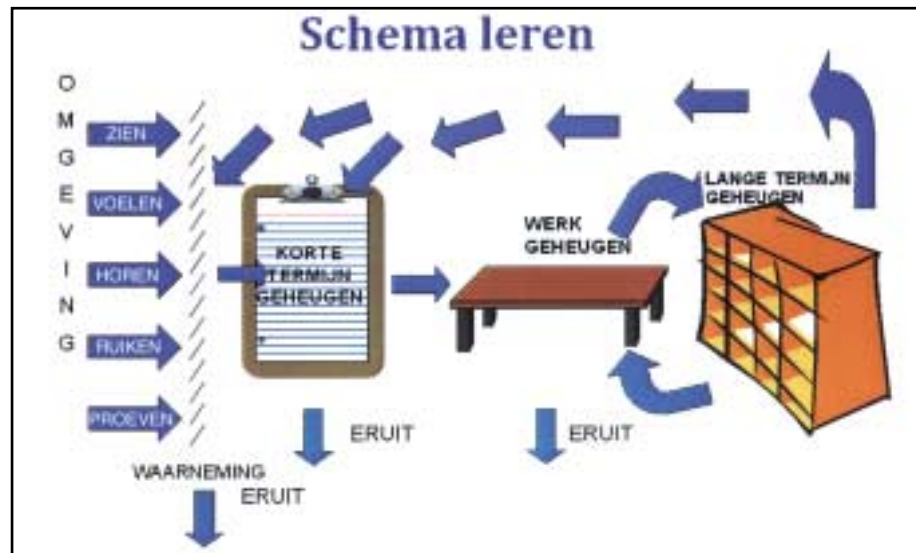 Schema leren
OMGEVING
ZIEN
VOELEN
HOREN
RUIKEN
PROEVEN
WAARNEMING
ERUIT
KORTE
TERMIJN
GEHEUGEN
ERUIT
WERK
GEHEUGEN
ERUIT
LANGE TERMIJN
GEHEUGEN